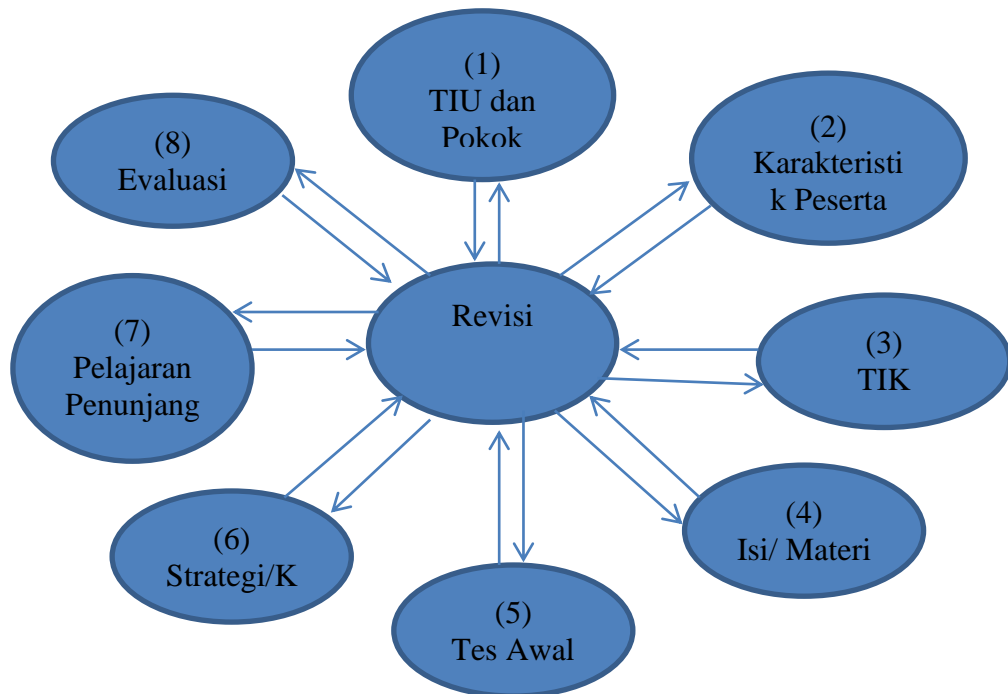 (1)
TIU dan
Pokok
(2)
Karakteristi
k Peserta
(8)
Evaluasi
Revisi
(7)
Pelajaran
Penunjang
(3)
TIK
(6)
Strategi/K
(4)
Isi/ Materi
(5)
Tes Awal